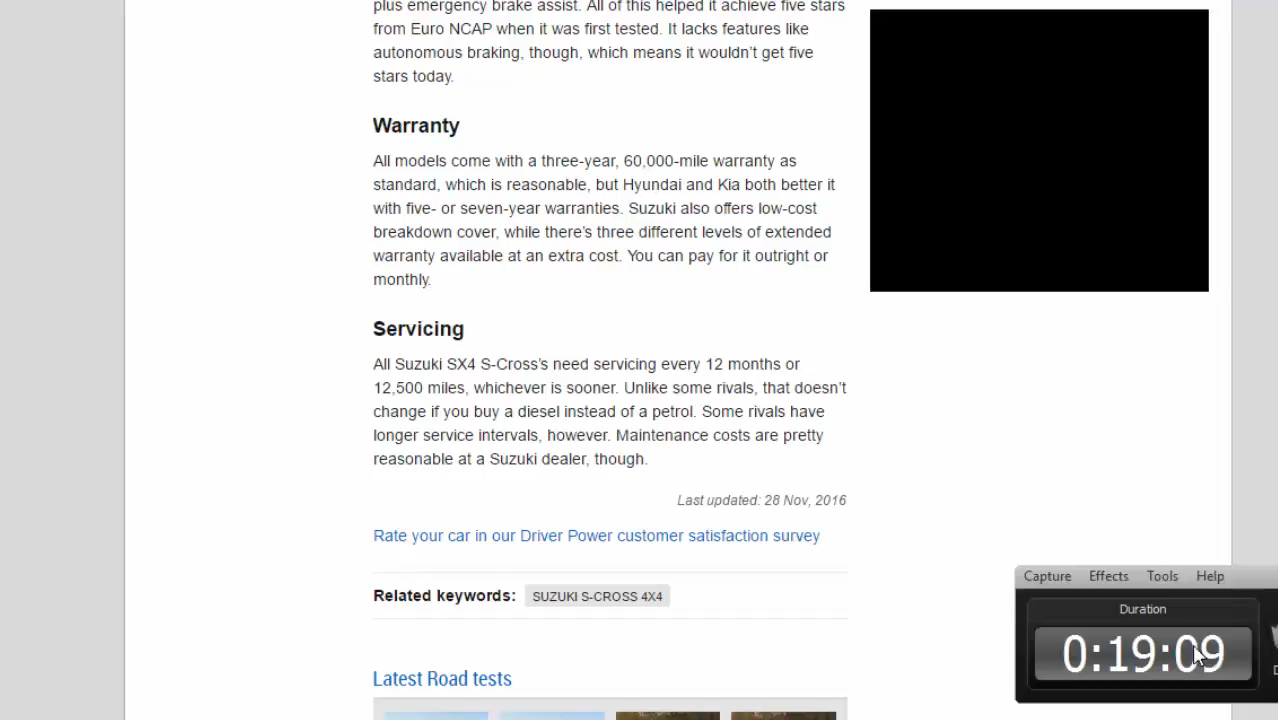 plus emergency brake assist. All of this helped it achieve five stars
from Euro NCAP when it was first tested. It lacks features like
autonomous braking, though, which means it wouldn’t get five
stars today.
Warranty
All models come with a three-year, 60,000-mile warranty as
standard, which is reasonable, but Hyundai and Kia both better it
with five- or seven-year warranties. Suzuki also offers low-cost
breakdown cover, while there’s three different levels of extended
warranty available at an extra cost. You can pay for it outright or
monthly.
Servicing
All Suzuki SX4 S-Cross’s need servicing every 12 months or
12,500 miles, whichever is sooner. Unlike some rivals, that doesn’t
change if you buy a diesel instead of a petrol. Some rivals have
longer service intervals, however. Maintenance costs are pretty
reasonable at a Suzuki dealer, though.
Last updated: 28 Nov, 2016
Rate your car in our Driver Power customer satisfaction survey
Related keywords: SUZUKI S-CROSS 4X4
Latest Road tests
Capture Effects Tools Help
Duration
0:19:09